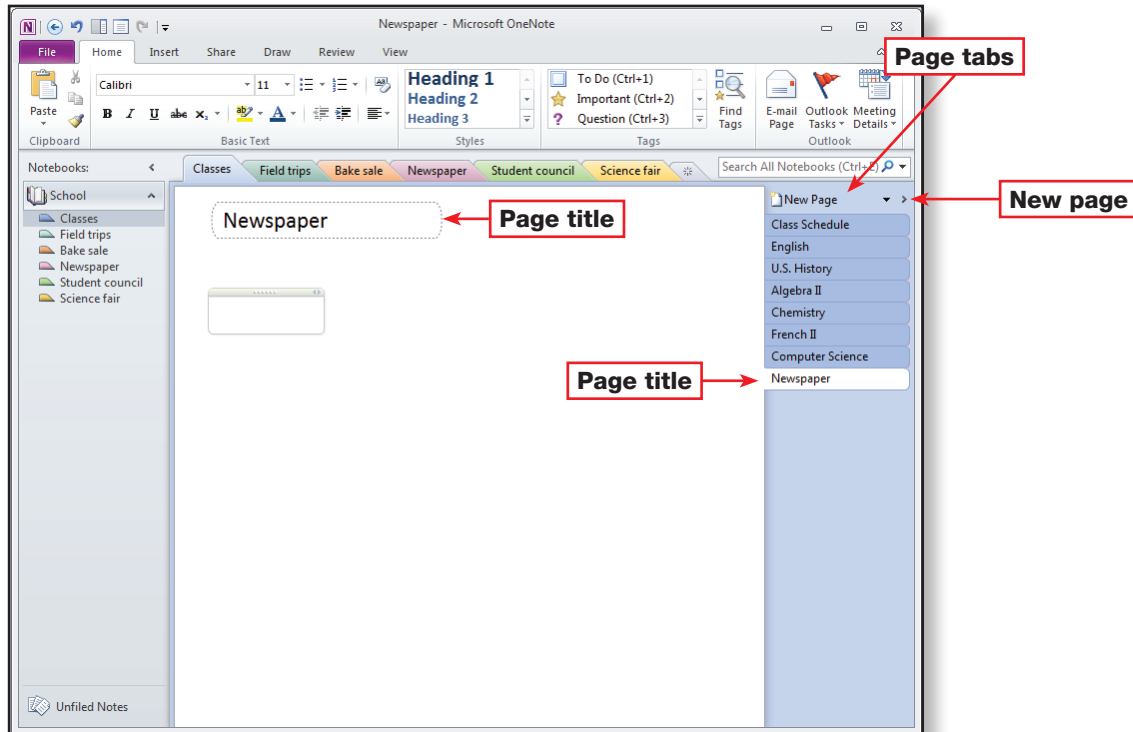 Newspaper - Microsoft OneNote
File Home Insert Share Draw Review View
Page tabs
Paste
Clipboard
Calibri 11
B I U abc X₂ ab A
Basic Text
Heading 1
Heading 2
Heading 3
Styles
To Do (Ctrl+1)
Important (Ctrl+2)
? Question (Ctrl+3)
Find
Tags
Tags
E-mail
Page
Outlook
Tasks
Meeting
Details
Outlook
Notebooks:
Classes Field trips Bake sale Newspaper Student council Science fair
Search All Notebooks (Ctrl+E)
School
Classes
Field trips
Bake sale
Newspaper
Student council
Science fair
Unfiled Notes
Newspaper
Page title
New Page
New page
Class Schedule
English
U.S. History
Algebra II
Chemistry
French II
Computer Science
Newspaper
Page title